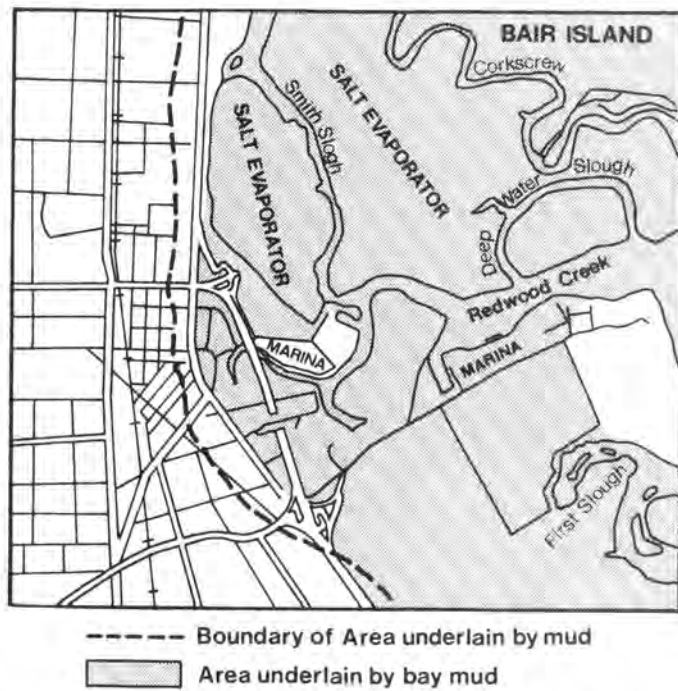 BAIR ISLAND
Corkscrew
SALT EVAPORATOR
Smith Slogh
SALT EVAPORATOR
Water Slough
Deep
Redwood Creek
MARINA
MARINA
First Slough
Boundary of Area underlain by mud
Area underlain by bay mud